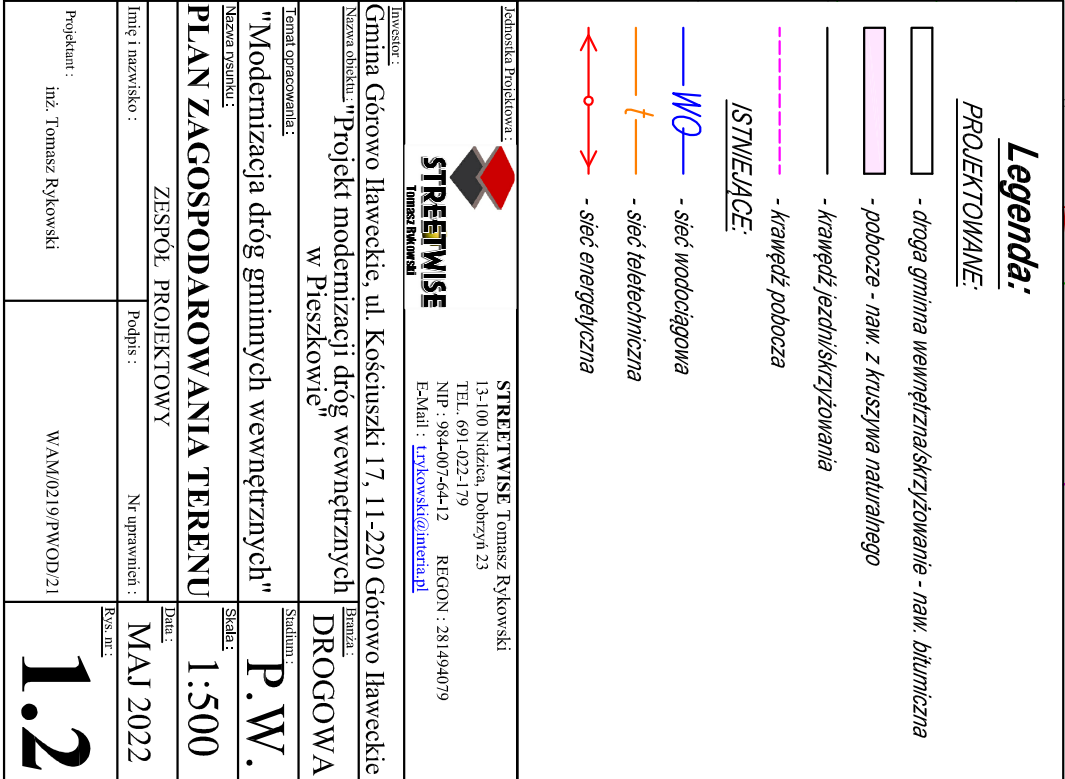 Legenda:
PROJEKTOWANE:
- droga gminna wewnętrzna/skrzyżowanie - naw. bitumiczna
- pobocze - naw. z kruszywa naturalnego
- krawędź jezdni/skrzyżowania
- krawędź pobocza
ISTNIEJĄCE:
WO - sieć wodociągowa
t - sieć teletechniczna
- sieć energetyczna
Jednostka Projektowa :
STREETWISE
Tomasz Rykowski
STREETWISE Tomasz Rykowski
13-100 Nidzica, Dobrzyń 23
TEL. 691-022-179
NIP : 984-007-64-12 REGON : 281494079
E-Mail : t.rykowski@interia.pl
Inwestor :
Gmina Górowo Iławeckie, ul. Kościuszki 17, 11-220 Górowo Iławeckie
Nazwa obiektu : "Projekt modernizacji dróg wewnętrznych
w Pieszkowie"
Branża :
DROGOWA
Temat opracowania :
"Modernizacja dróg gminnych wewnętrznych"
Stadium :
P.W.
Nazwa rysunku :
PLAN ZAGOSPODAROWANIA TERENU
Skala :
1:500
ZESPÓŁ PROJEKTOWY
Data :
MAJ 2022
Imię i nazwisko :
Podpis :
Nr uprawnień :
Rys. nr :
1.2
Projektant :
inż. Tomasz Rykowski
WAM/0219/PWOD/21